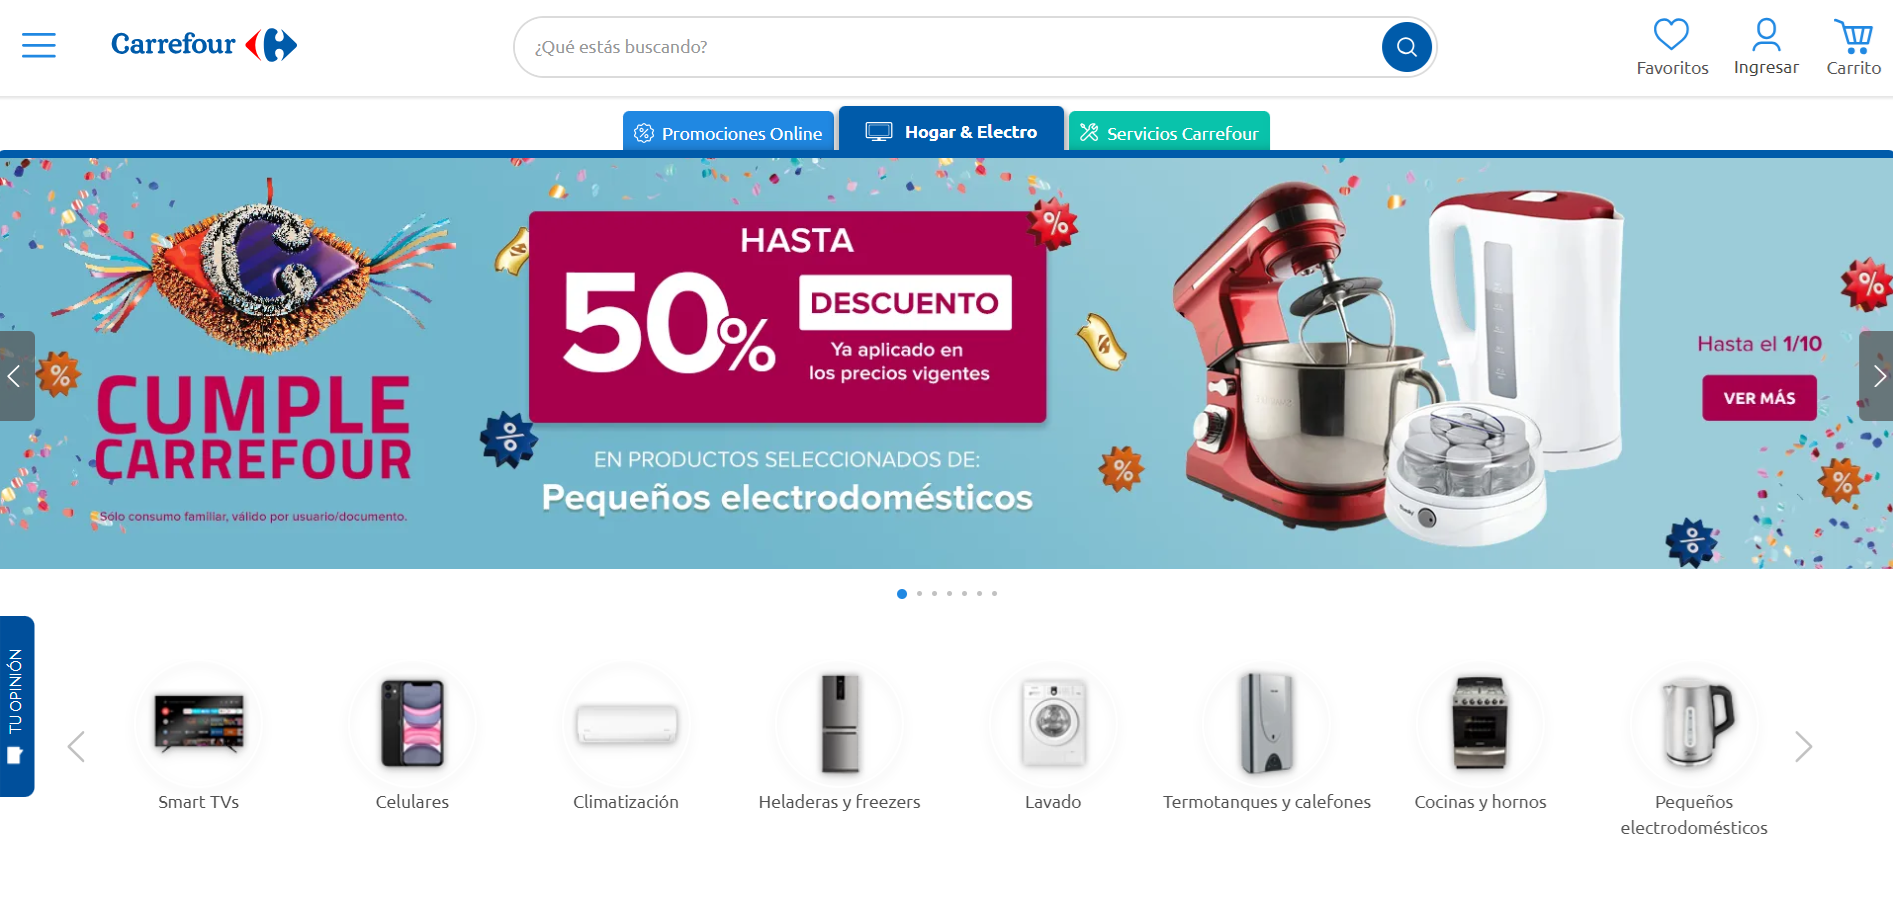 Carrefour
¿Qué estás buscando?
Favoritos
Ingresar
Carrito
Promociones Online
Hogar & Electro
Servicios Carrefour
HASTA
50%
DESCUENTO
Ya aplicado en
los precios vigentes
CUMPLE
CARREFOUR
Sólo consumo familiar, válido por usuario/documento.
EN PRODUCTOS SELECCIONADOS DE:
Pequeños electrodomésticos
Hasta el 1/10
VER MÁS
TU OPINIÓN
Smart TVs
Celulares
Climatización
Heladeras y freezers
Lavado
Termotanques y calefones
Cocinas y hornos
Pequeños
electrodomésticos